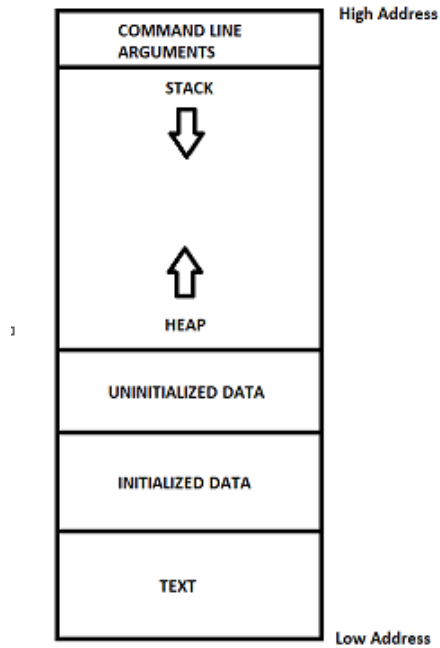 High Address
COMMAND LINE
ARGUMENTS
STACK
HEAP
UNINITIALIZED DATA
INITIALIZED DATA
TEXT
Low Address